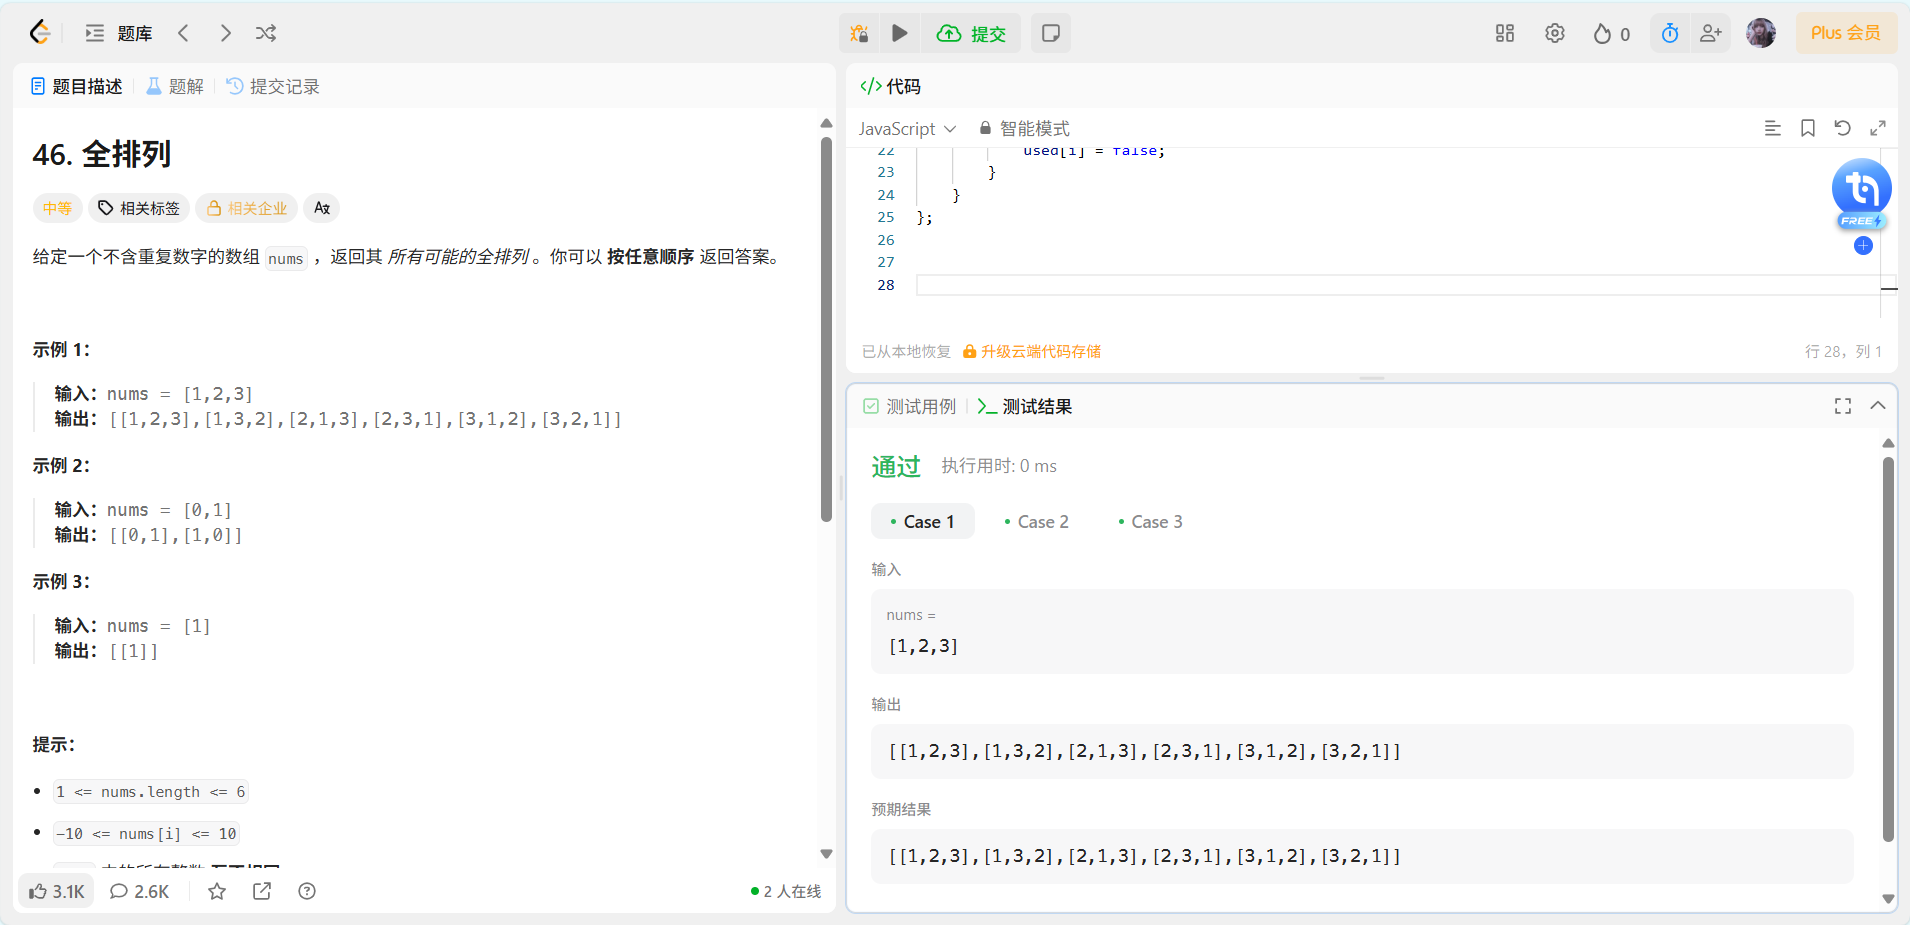 题库
提交
0
Plus 会员
题目描述
题解
提交记录
46. 全排列
中等
相关标签
相关企业
给定一个不含重复数字的数组 nums ，返回其 所有可能的全排列 。你可以 按任意顺序 返回答案。
示例 1：
输入：nums = [1,2,3]
输出：[[1,2,3],[1,3,2],[2,1,3],[2,3,1],[3,1,2],[3,2,1]]
示例 2：
输入：nums = [0,1]
输出：[[0,1],[1,0]]
示例 3：
输入：nums = [1]
输出：[[1]]
提示：
1 <= nums.length <= 6
-10 <= nums[i] <= 10
中的所有整数 互不相同
3.1K
2.6K
2 人在线
</> 代码
JavaScript
智能模式
22 used[i] = false;
23 }
24 }
25 };
26
27
28
FREE
已从本地恢复
升级云端代码存储
行 28，列 1
测试用例
测试结果
通过
执行用时: 0 ms
Case 1
Case 2
Case 3
输入
nums =
[1,2,3]
输出
[[1,2,3],[1,3,2],[2,1,3],[2,3,1],[3,1,2],[3,2,1]]
预期结果
[[1,2,3],[1,3,2],[2,1,3],[2,3,1],[3,1,2],[3,2,1]]